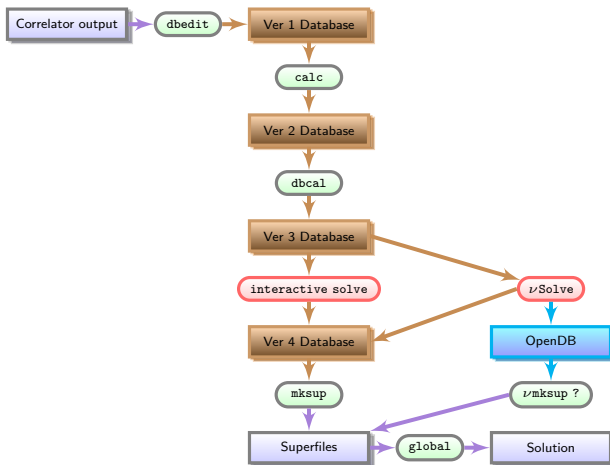 Correlator output
dbedit
Ver 1 Database
calc
Ver 2 Database
dbcal
Ver 3 Database
interactive solve
νSolve
Ver 4 Database
OpenDB
mksup
νmksup ?
Superfiles
global
Solution